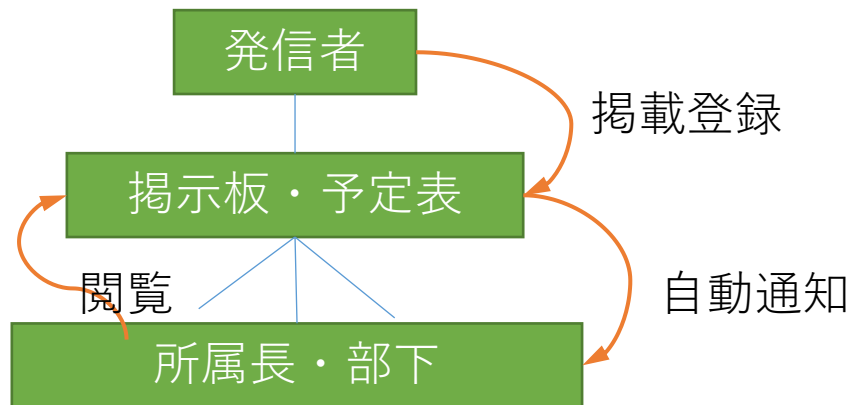 発信者
掲載登録
掲示板・予定表
閲覧
自動通知
所属長・部下